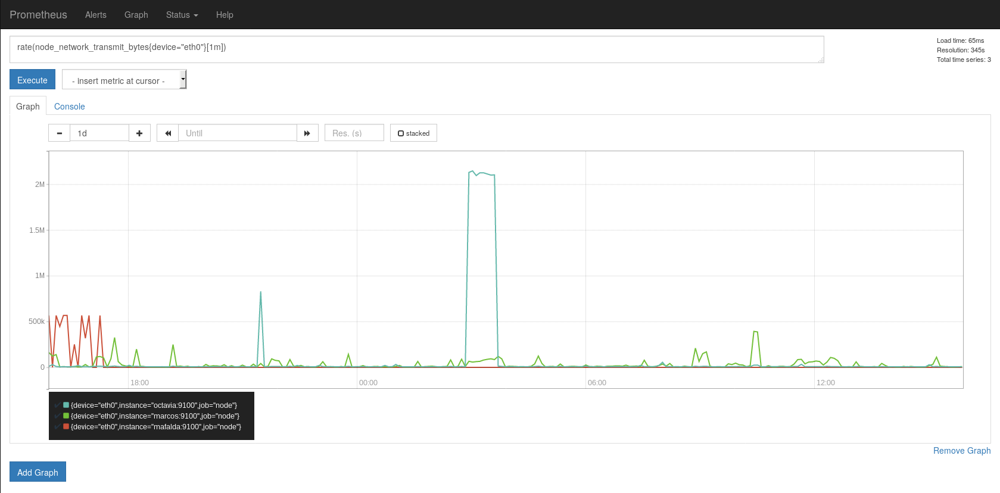 Prometheus Alerts Graph Status Help
rate(node_network_transmit_bytes{device="eth0"}[1m])
Load time: 65ms
Resolution: 345s
Total time series: 3
Execute - insert metric at cursor -
Graph Console
1d Until Res. (s) stacked
2M
1.5M
1M
500k
0
18:00 00:00 06:00 12:00
{device="eth0",instance="octavia:9100",job="node"}
{device="eth0",instance="marcos:9100",job="node"}
{device="eth0",instance="mafalda:9100",job="node"}
Remove Graph
Add Graph